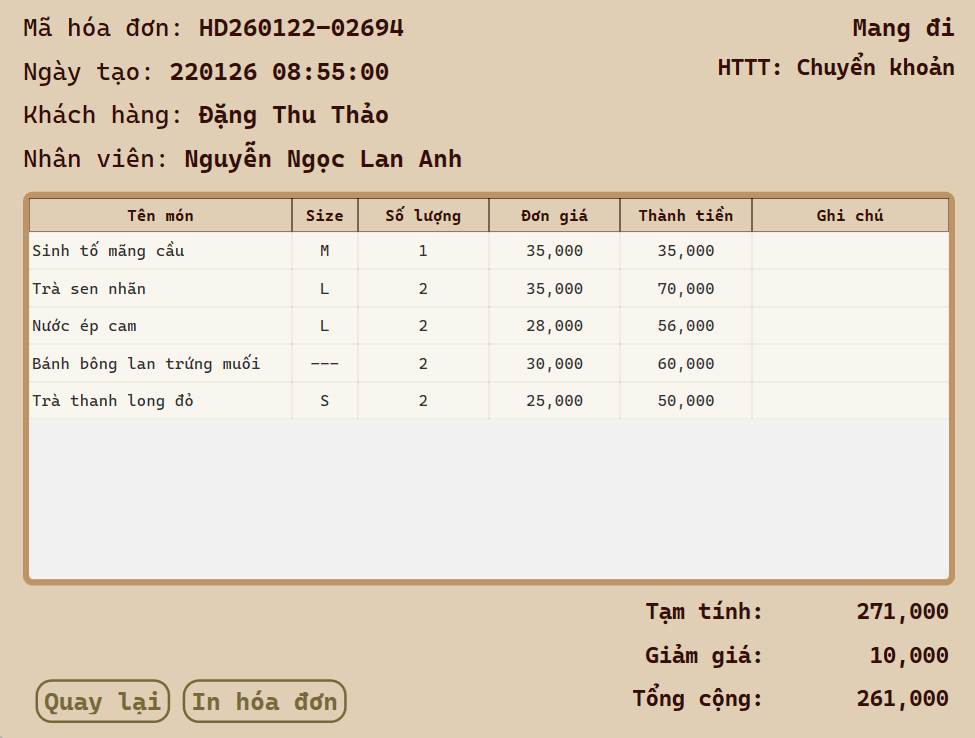 Mã hóa đơn: HD260122-02694
Mang đi
Ngày tạo: 220126 08:55:00
HTTT: Chuyển khoản
Khách hàng: Đặng Thu Thảo
Nhân viên: Nguyễn Ngọc Lan Anh
Tên món Size Số lượng Đơn giá Thành tiền Ghi chú
Sinh tố mãng cầu M 1 35,000 35,000
Trà sen nhãn L 2 35,000 70,000
Nước ép cam L 2 28,000 56,000
Bánh bông lan trứng muối --- 2 30,000 60,000
Trà thanh long đỏ S 2 25,000 50,000
Tạm tính: 271,000
Giảm giá: 10,000
Tổng cộng: 261,000
Quay lại In hóa đơn